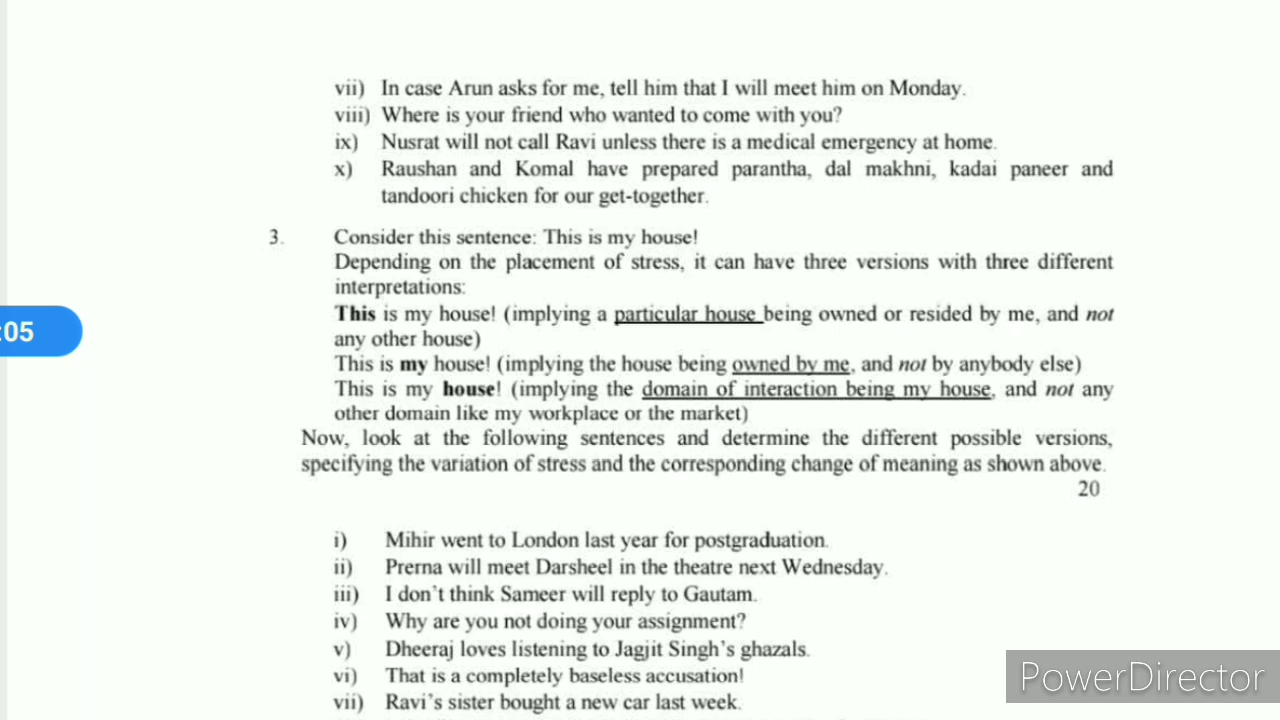 vii) In case Arun asks for me, tell him that I will meet him on Monday.
viii) Where is your friend who wanted to come with you?
ix) Nusrat will not call Ravi unless there is a medical emergency at home.
x) Raushan and Komal have prepared parantha, dal makhni, kadai paneer and
tandoori chicken for our get-together.
3. Consider this sentence: This is my house!
Depending on the placement of stress, it can have three versions with three different
interpretations:
This is my house! (implying a particular house being owned or resided by me, and not
any other house)
This is my house! (implying the house being owned by me, and not by anybody else)
:05
This is my house! (implying the domain of interaction being my house, and not any
other domain like my workplace or the market)
Now, look at the following sentences and determine the different possible versions,
specifying the variation of stress and the corresponding change of meaning as shown above.
20
i) Mihir went to London last year for postgraduation.
ii) Prerna will meet Darsheel in the theatre next Wednesday.
iii) I don't think Sameer will reply to Gautam.
iv) Why are you not doing your assignment?
v) Dheeraj loves listening to Jagjit Singh's ghazals.
vi) That is a completely baseless accusation!
vii) Ravi's sister bought a new car last week.
PowerDirector